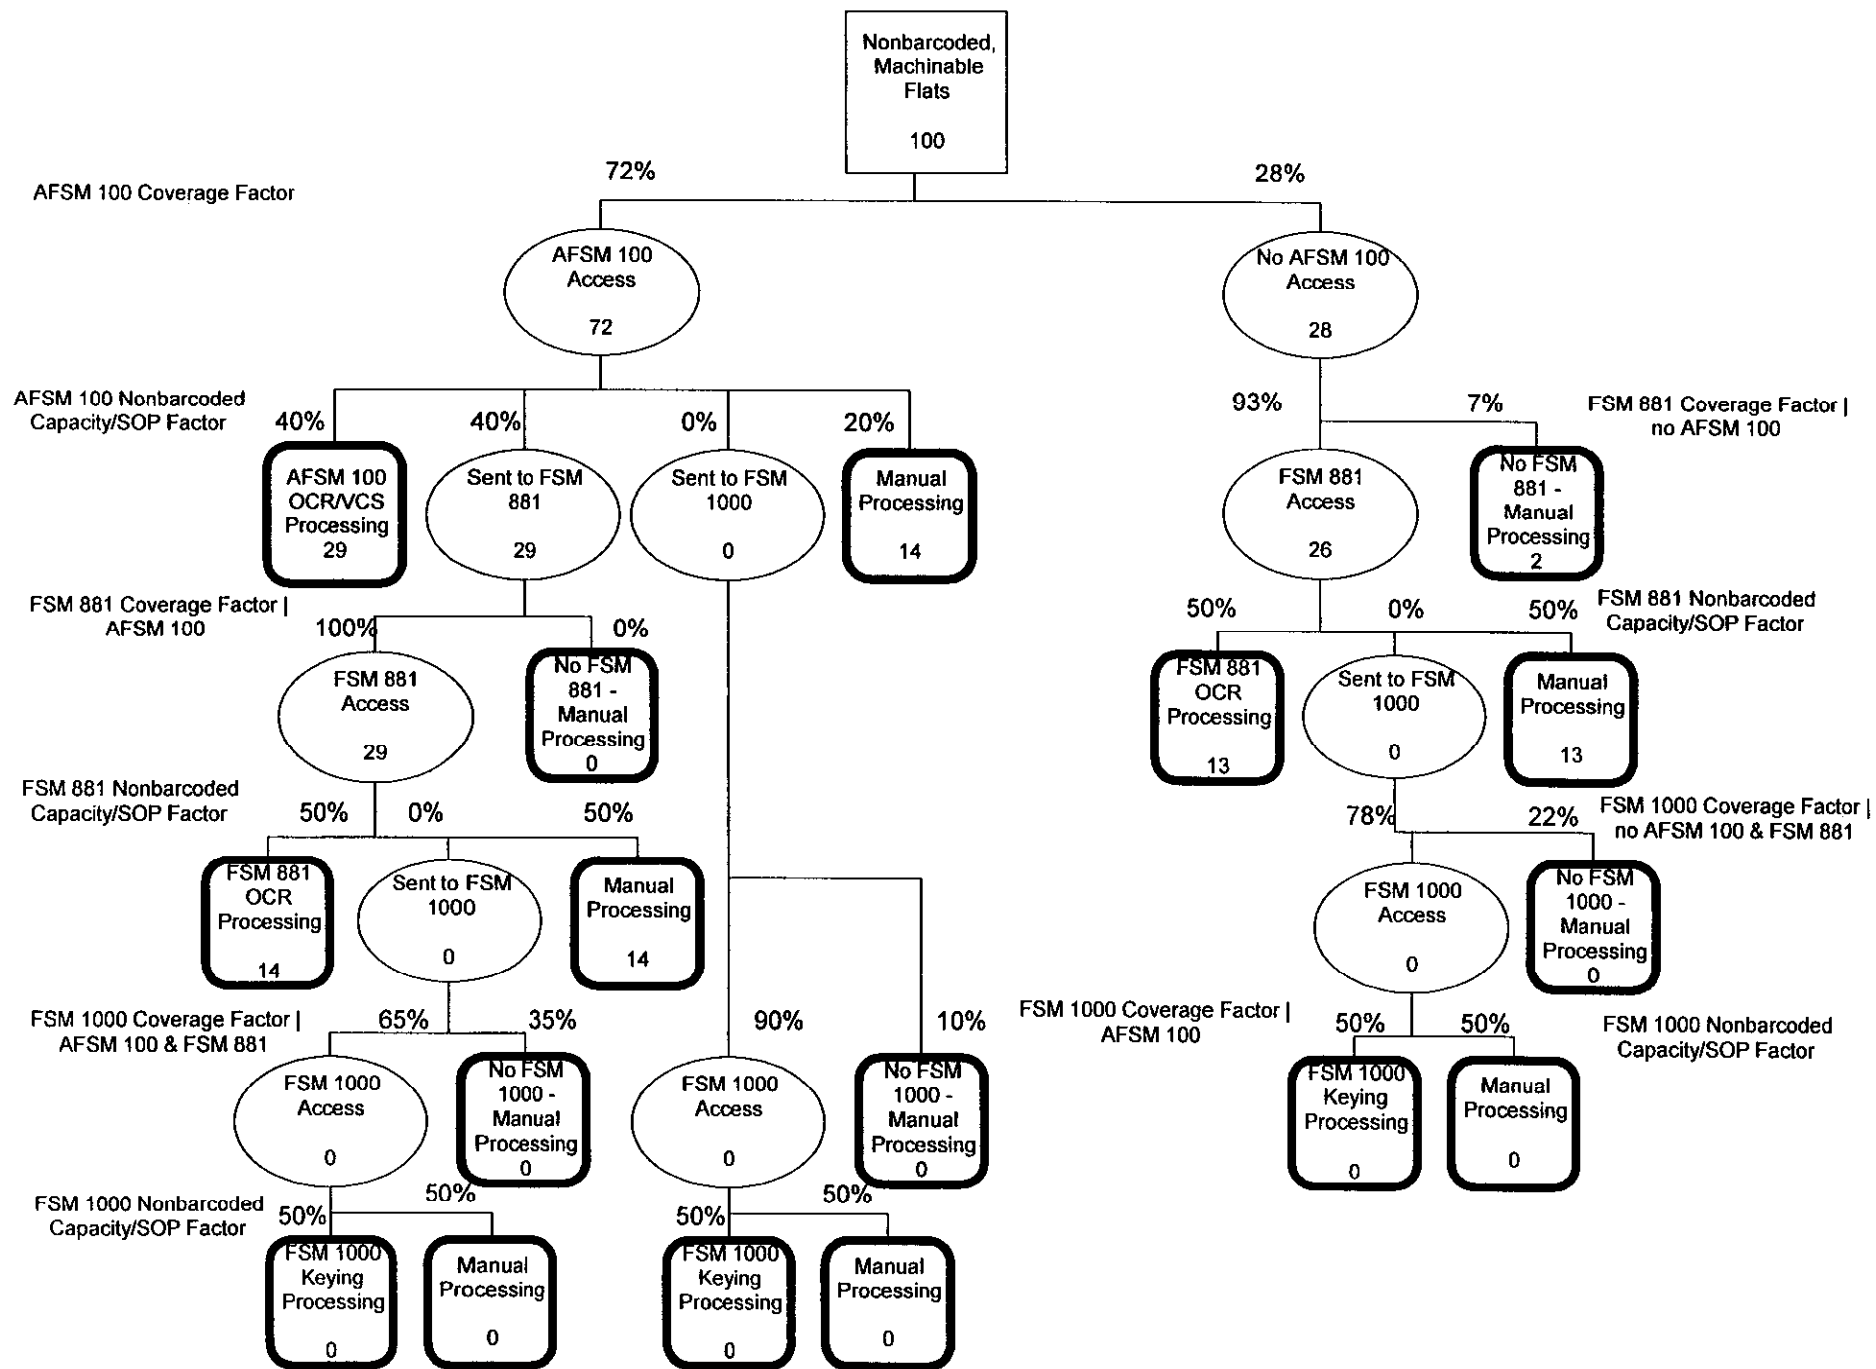 Nonbarcoded,
Machinable
Flats
100
72%
28%
AFSM 100 Coverage Factor
AFSM 100
Access
72
No AFSM 100
Access
28
AFSM 100 Nonbarcoded
Capacity/SOP Factor
40%
40%
0%
20%
93%
7%
FSM 881 Coverage Factor |
no AFSM 100
AFSM 100
OCR/VCS
Processing
29
Sent to FSM
881
29
Sent to FSM
1000
0
Manual
Processing
14
FSM 881
Access
26
No FSM
881 -
Manual
Processing
2
FSM 881 Coverage Factor |
AFSM 100
100%
0%
50%
0%
50%
FSM 881 Nonbarcoded
Capacity/SOP Factor
FSM 881
Access
29
No FSM
881 -
Manual
Processing
0
FSM 881
OCR
Processing
13
Sent to FSM
1000
0
Manual
Processing
13
FSM 881 Nonbarcoded
Capacity/SOP Factor
50%
0%
50%
78%
22%
FSM 1000 Coverage Factor |
no AFSM 100 & FSM 881
FSM 881
OCR
Processing
14
Sent to FSM
1000
0
Manual
Processing
14
FSM 1000
Access
0
No FSM
1000 -
Manual
Processing
0
FSM 1000 Coverage Factor |
AFSM 100 & FSM 881
65%
35%
90%
10%
FSM 1000 Coverage Factor |
AFSM 100
50%
50%
FSM 1000 Nonbarcoded
Capacity/SOP Factor
FSM 1000
Access
0
No FSM
1000 -
Manual
Processing
0
FSM 1000
Access
0
No FSM
1000 -
Manual
Processing
0
FSM 1000
Keying
Processing
0
Manual
Processing
0
FSM 1000 Nonbarcoded
Capacity/SOP Factor
50%
50%
50%
50%
FSM 1000
Keying
Processing
0
Manual
Processing
0
FSM 1000
Keying
Processing
0
Manual
Processing
0